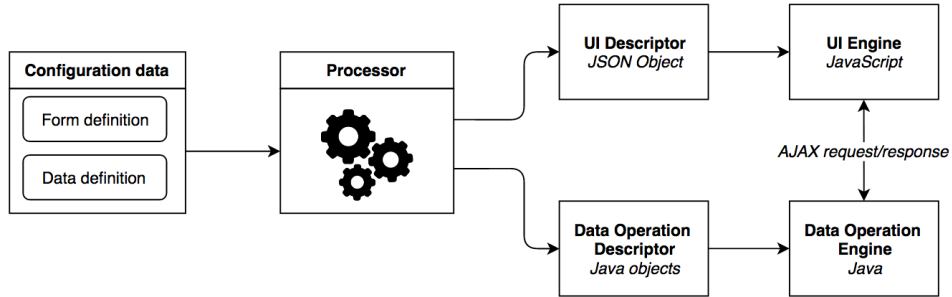 Configuration data
Form definition
Data definition
Processor
UI Descriptor
JSON Object
UI Engine
JavaScript
AJAX request/response
Data Operation
Descriptor
Java objects
Data Operation
Engine
Java